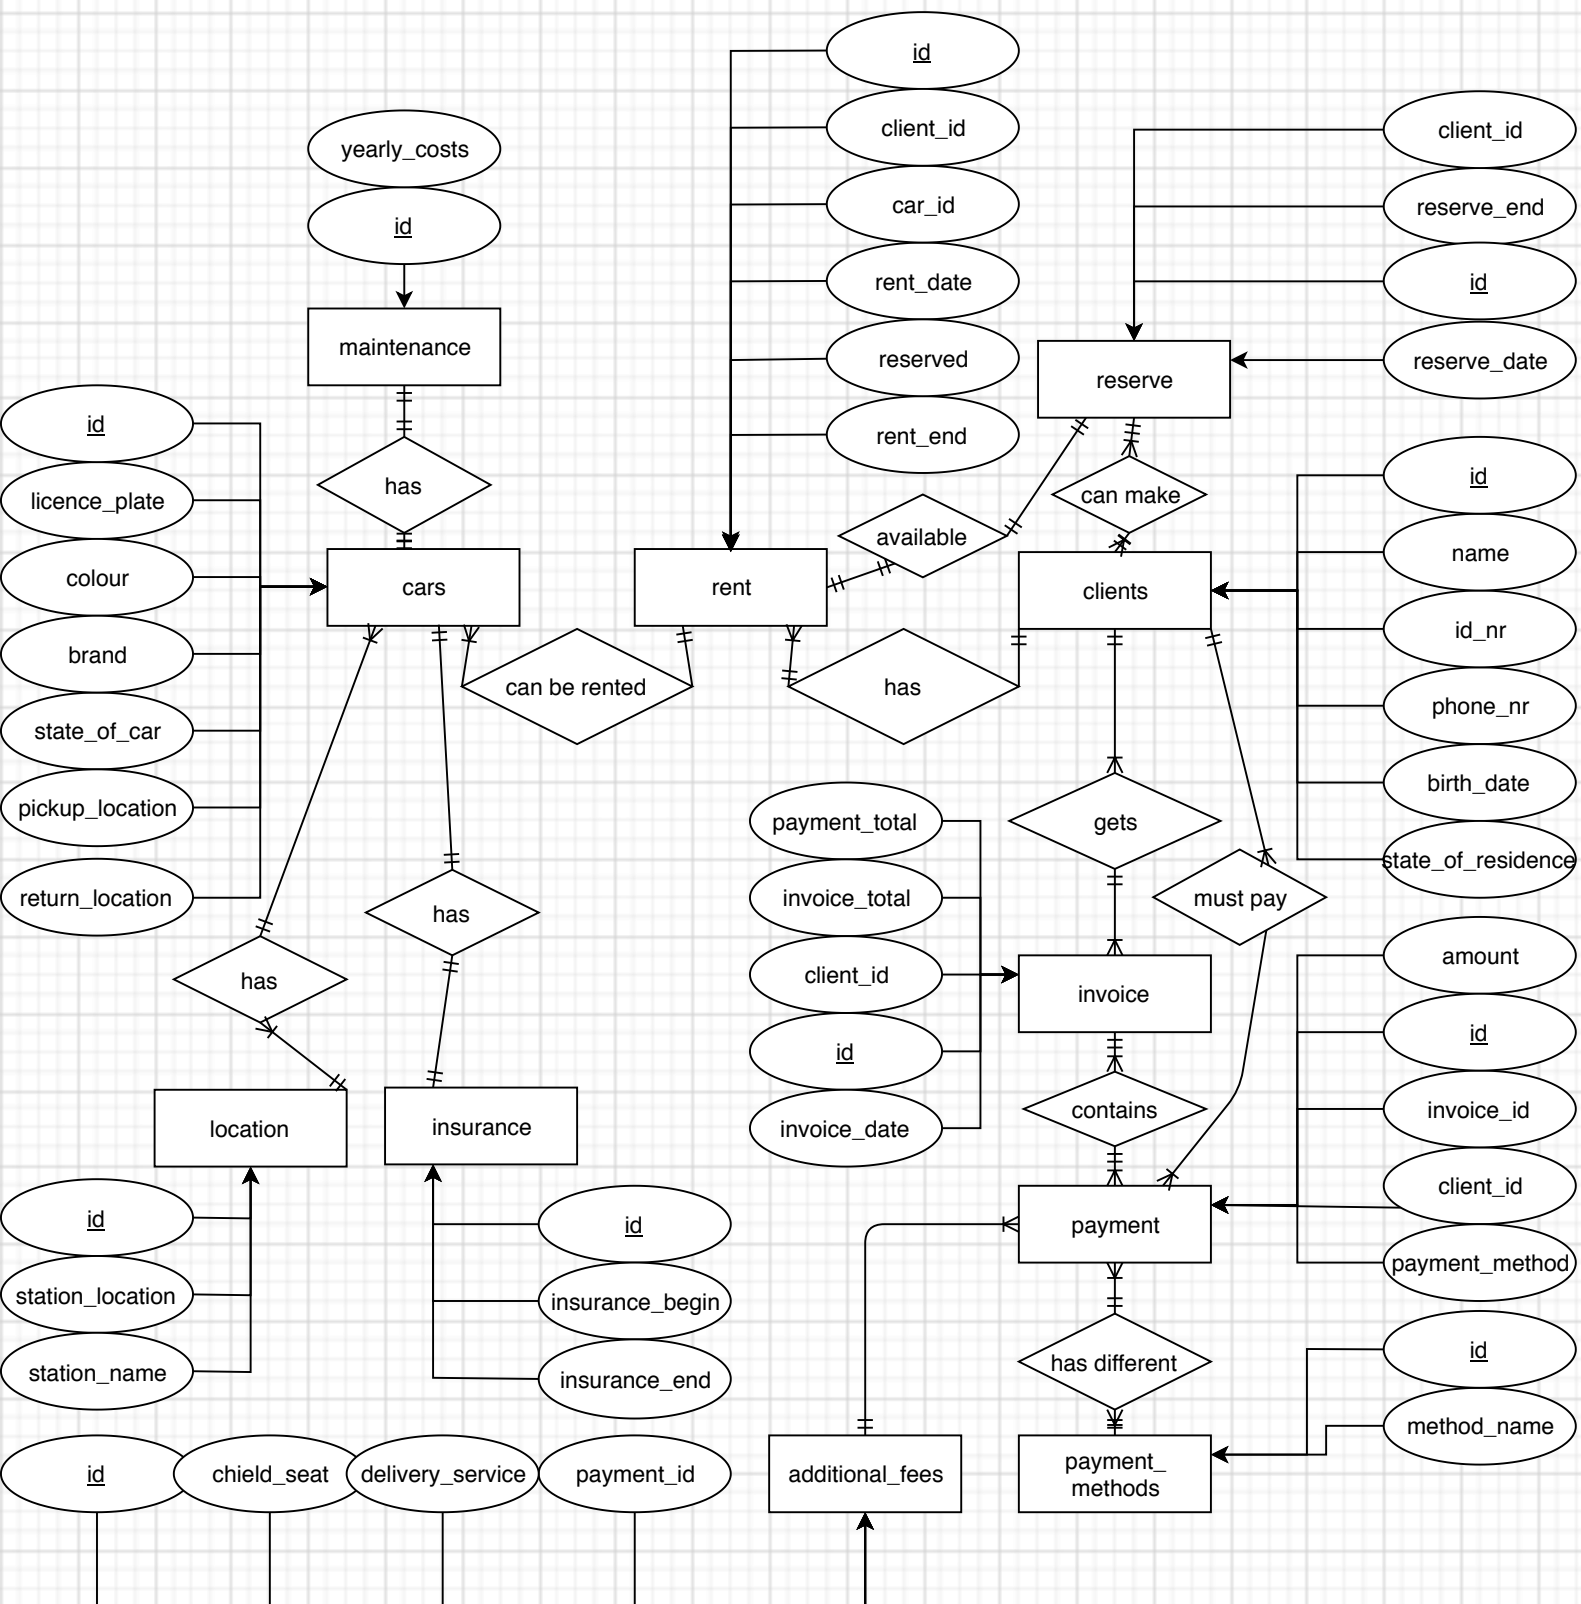 id
client_id
client_id
yearly_costs
car_id
reserve_end
id
rent_date
id
maintenance
reserved
reserve_date
reserve
id
rent_end
id
has
can make
licence_plate
available
name
colour
cars
rent
clients
id_nr
brand
can be rented
has
phone_nr
state_of_car
birth_date
pickup_location
payment_total
gets
state_of_residence
return_location
invoice_total
must pay
has
amount
has
client_id
invoice
id
id
contains
invoice_id
location
insurance
invoice_date
client_id
id
id
payment
payment_method
station_location
insurance_begin
id
station_name
insurance_end
has different
method_name
id
chield_seat
delivery_service
payment_id
additional_fees
payment_
methods